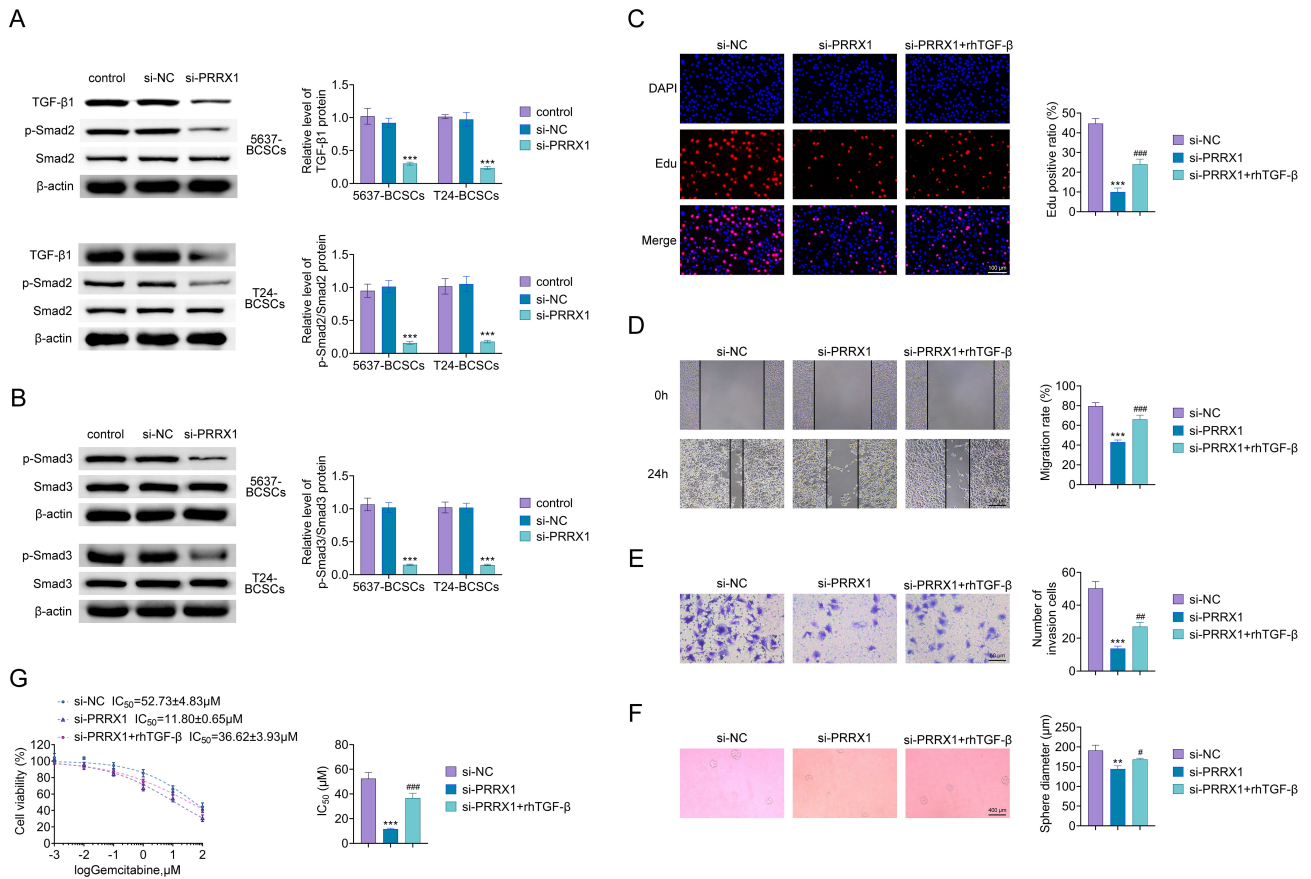 A
control si-NC si-PRRX1
TGF-β1
p-Smad2
Smad2
β-actin
5637-
BCSCs
Relative level of
TGF-β1 protein
1.5
1.0
0.5
0.0
5637-BCSCs T24-BCSCs
*** ***
control
si-NC
si-PRRX1
TGF-β1
p-Smad2
Smad2
β-actin
T24-
BCSCs
Relative level of
p-Smad2/Smad2 protein
1.5
1.0
0.5
0.0
5637-BCSCs T24-BCSCs
*** ***
control
si-NC
si-PRRX1
B
control si-NC si-PRRX1
p-Smad3
Smad3
β-actin
5637-
BCSCs
p-Smad3
Smad3
β-actin
T24-
BCSCs
Relative level of
p-Smad3/Smad3 protein
1.5
1.0
0.5
0.0
5637-BCSCs T24-BCSCs
*** ***
control
si-NC
si-PRRX1
C
si-NC si-PRRX1 si-PRRX1+rhTGF-β
DAPI
Edu
Merge
100 μm
Edu positive ratio (%)
50
40
30
20
10
0
***
###
si-NC
si-PRRX1
si-PRRX1+rhTGF-β
D
si-NC si-PRRX1 si-PRRX1+rhTGF-β
0h
24h
Migration rate (%)
100
80
60
40
20
0
***
###
si-NC
si-PRRX1
si-PRRX1+rhTGF-β
E
si-NC si-PRRX1 si-PRRX1+rhTGF-β
50 μm
Number of
invasion cells
60
40
20
0
***
##
si-NC
si-PRRX1
si-PRRX1+rhTGF-β
F
si-NC si-PRRX1 si-PRRX1+rhTGF-β
400 μm
Sphere diameter (μm)
250
200
150
100
50
0
**
#
si-NC
si-PRRX1
si-PRRX1+rhTGF-β
G
si-NC IC50=52.73±4.83μM
si-PRRX1 IC50=11.80±0.65μM
si-PRRX1+rhTGF-β IC50=36.62±3.93μM
Cell viability (%)
120
100
80
60
40
20
0
-3 -2 -1 0 1 2
logGemcitabine,μM
IC50 (μM)
80
60
40
20
0
***
###
si-NC
si-PRRX1
si-PRRX1+rhTGF-β